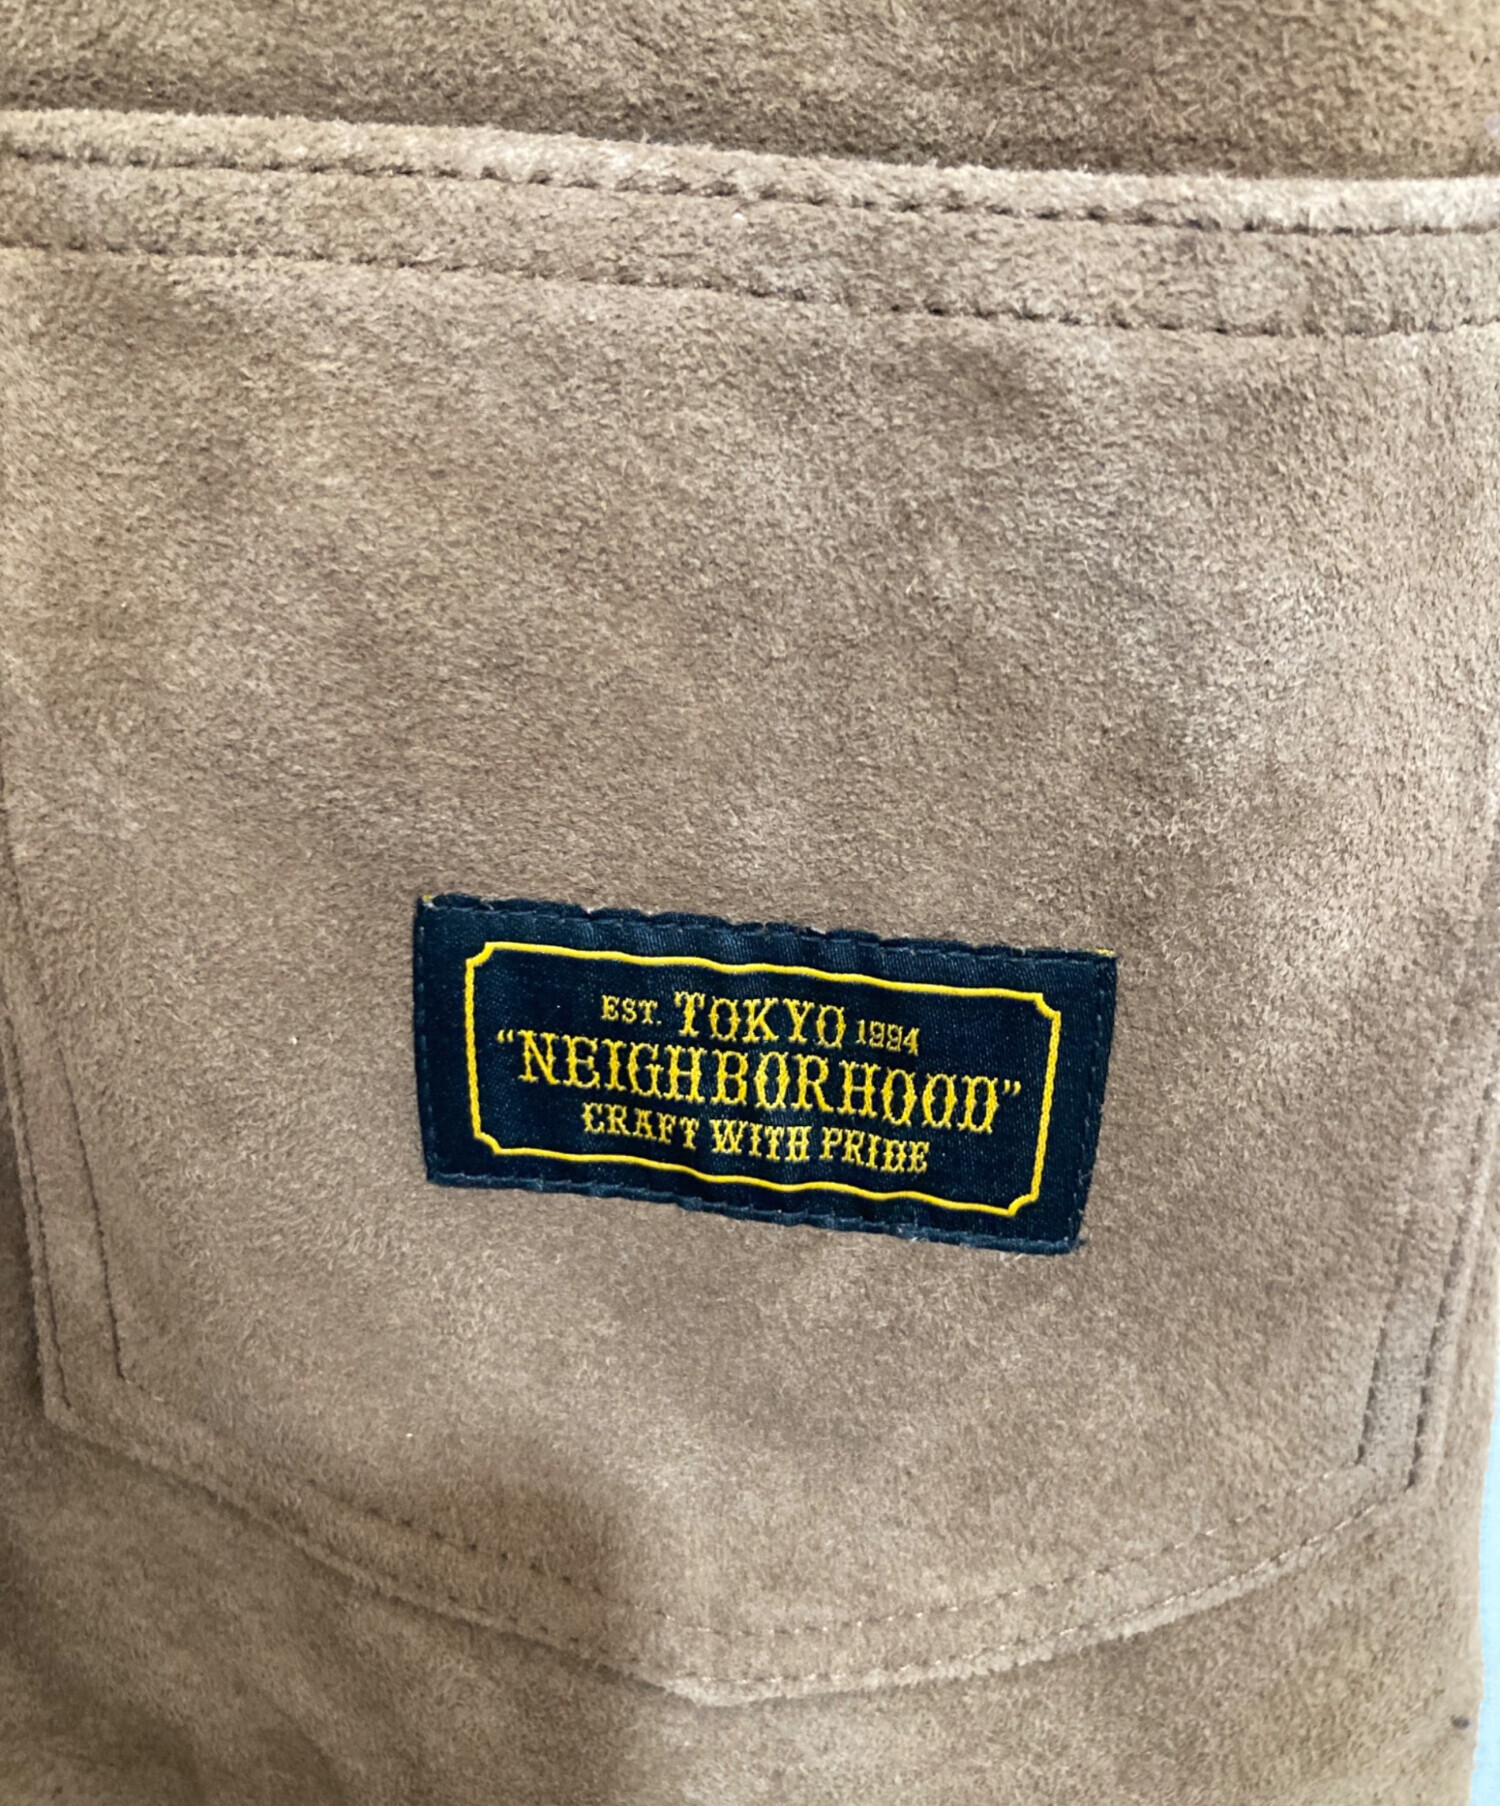 EST. TOKYO 1994
“NEIGHBORHOOD”
CRAFT WITH PRIDE